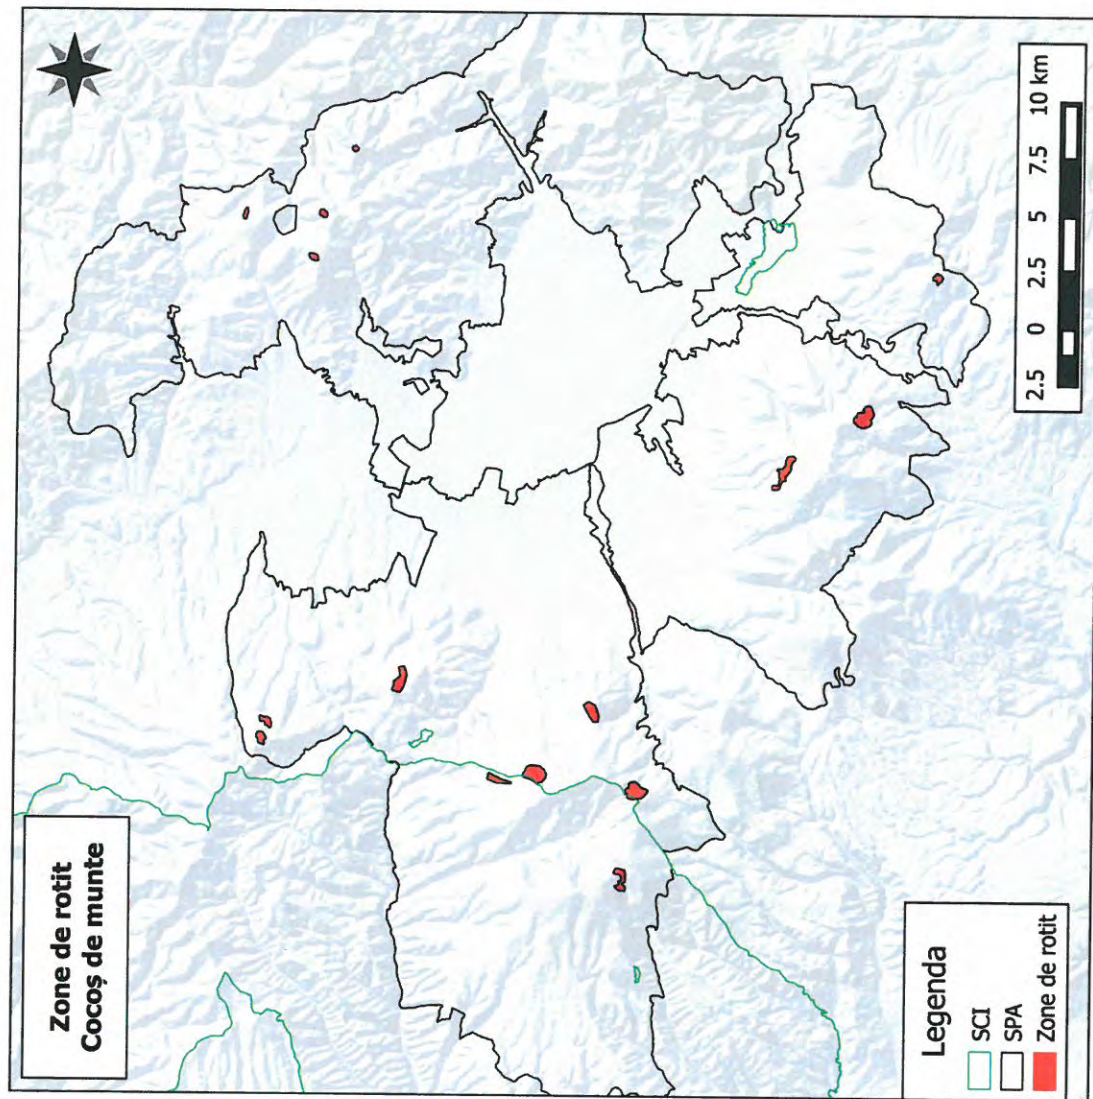 Zone de rotit
Cocoș de munte
2.5 0 2.5 5 7.5 10 km
Legenda
SCI
SPA
Zone de rotit